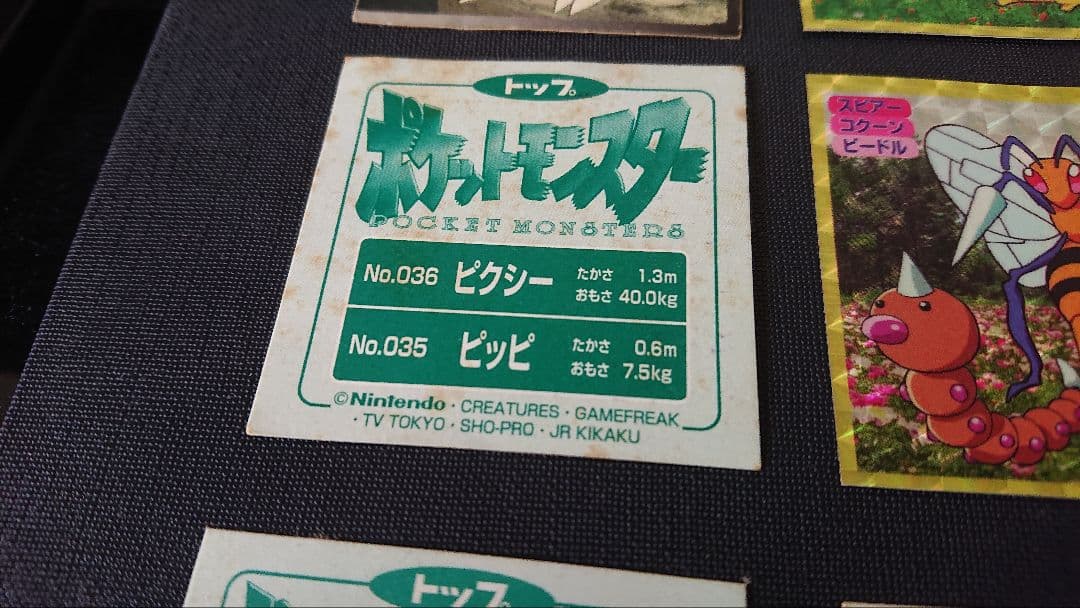 トップ
ポケットモンスター
POCKET MONSTERS
No.036 ピクシー たかさ 1.3m
おもさ 40.0kg
No.035 ピッピ たかさ 0.6m
おもさ 7.5kg
©Nintendo・CREATURES・GAMEFREAK
・TV TOKYO・SHO-PRO・JR KIKAKU
スピアー
コクーン
ビードル
トップ